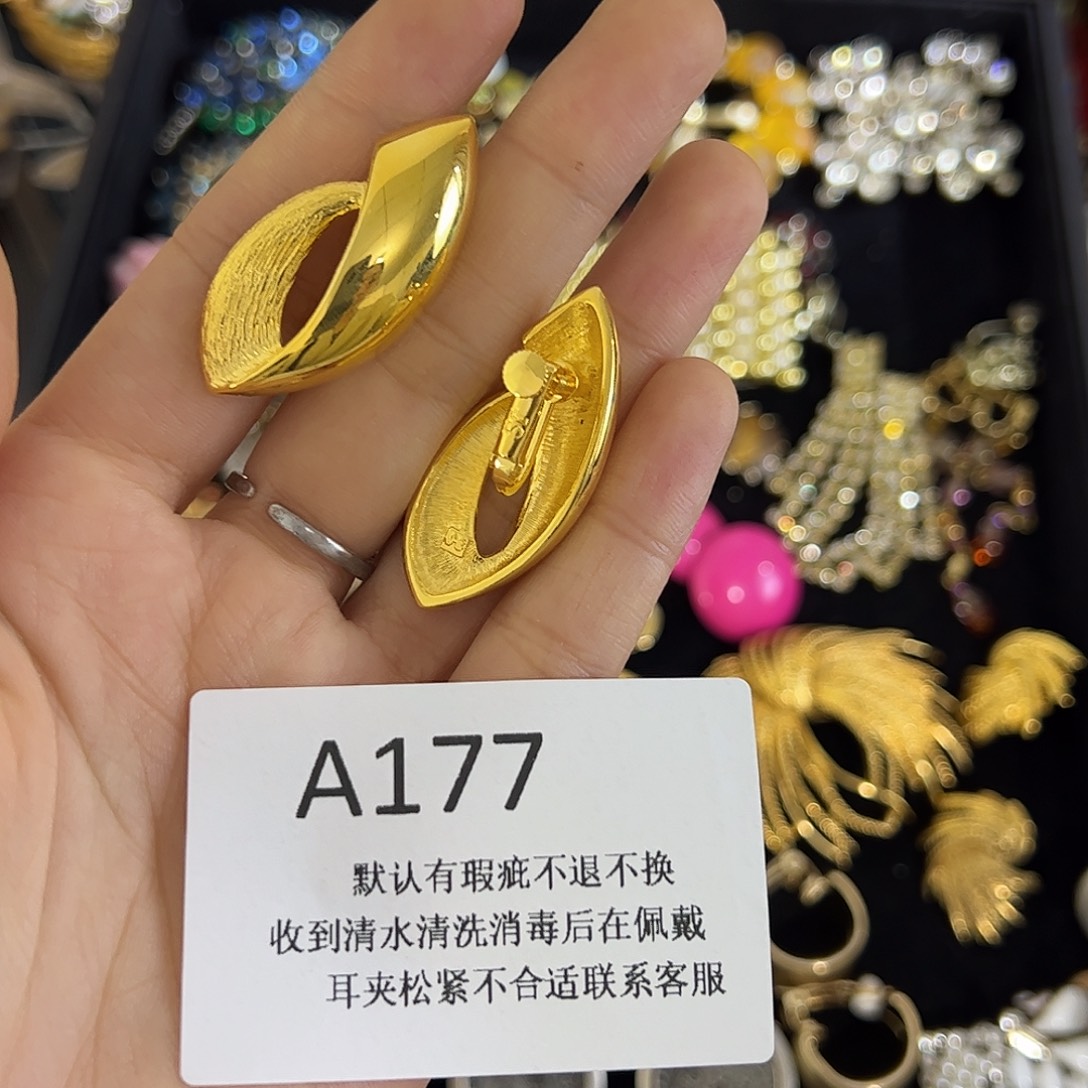 A177
默认有瑕疵不退不换
收到清水清洗消毒后在佩戴
耳夹松紧不合适联系客服